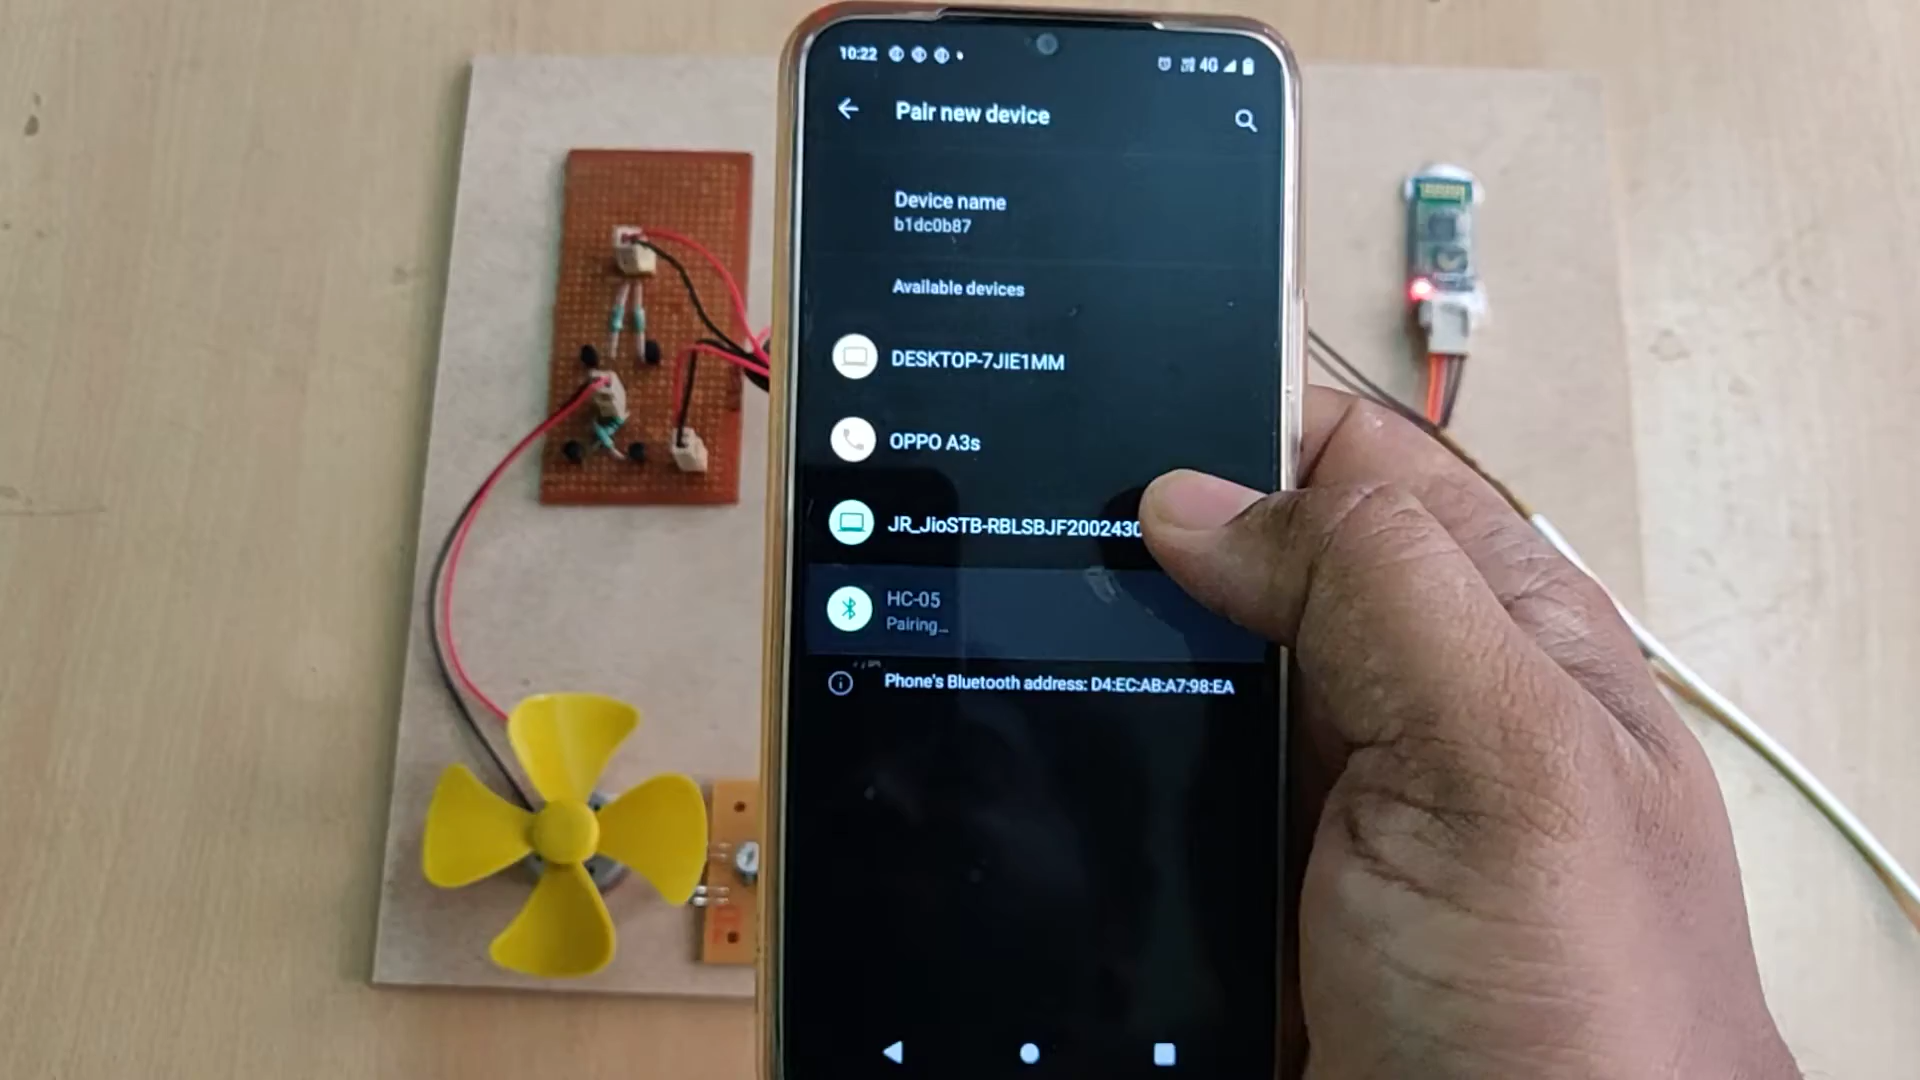 10:22
4G
Pair new device
Device name
b1dc0b87
Available devices
DESKTOP-7JIE1MM
OPPO A3s
JR_JioSTB-RBLSBJF2002430
HC-05
Pairing...
Phone's Bluetooth address: D4:EC:AB:A7:98:EA